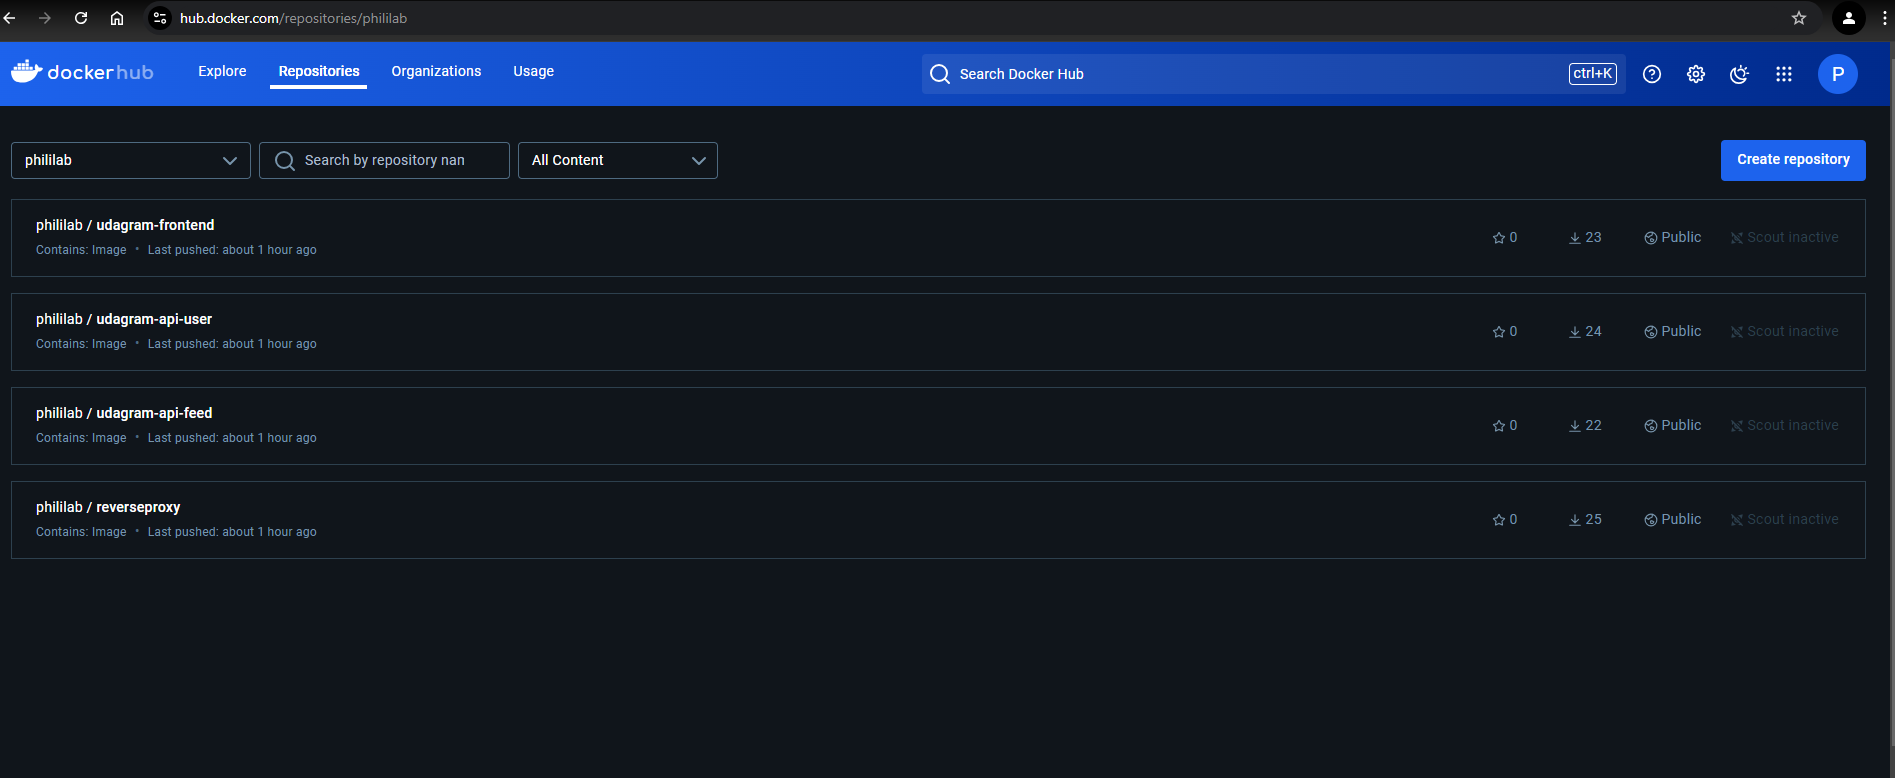 hub.docker.com/repositories/phililab
dockerhub Explore Repositories Organizations Usage Search Docker Hub ctrl+K P
phililab Search by repository nan All Content Create repository
phililab / udagram-frontend
Contains: Image • Last pushed: about 1 hour ago 0 23 Public Scout inactive
phililab / udagram-api-user
Contains: Image • Last pushed: about 1 hour ago 0 24 Public Scout inactive
phililab / udagram-api-feed
Contains: Image • Last pushed: about 1 hour ago 0 22 Public Scout inactive
phililab / reverseproxy
Contains: Image • Last pushed: about 1 hour ago 0 25 Public Scout inactive